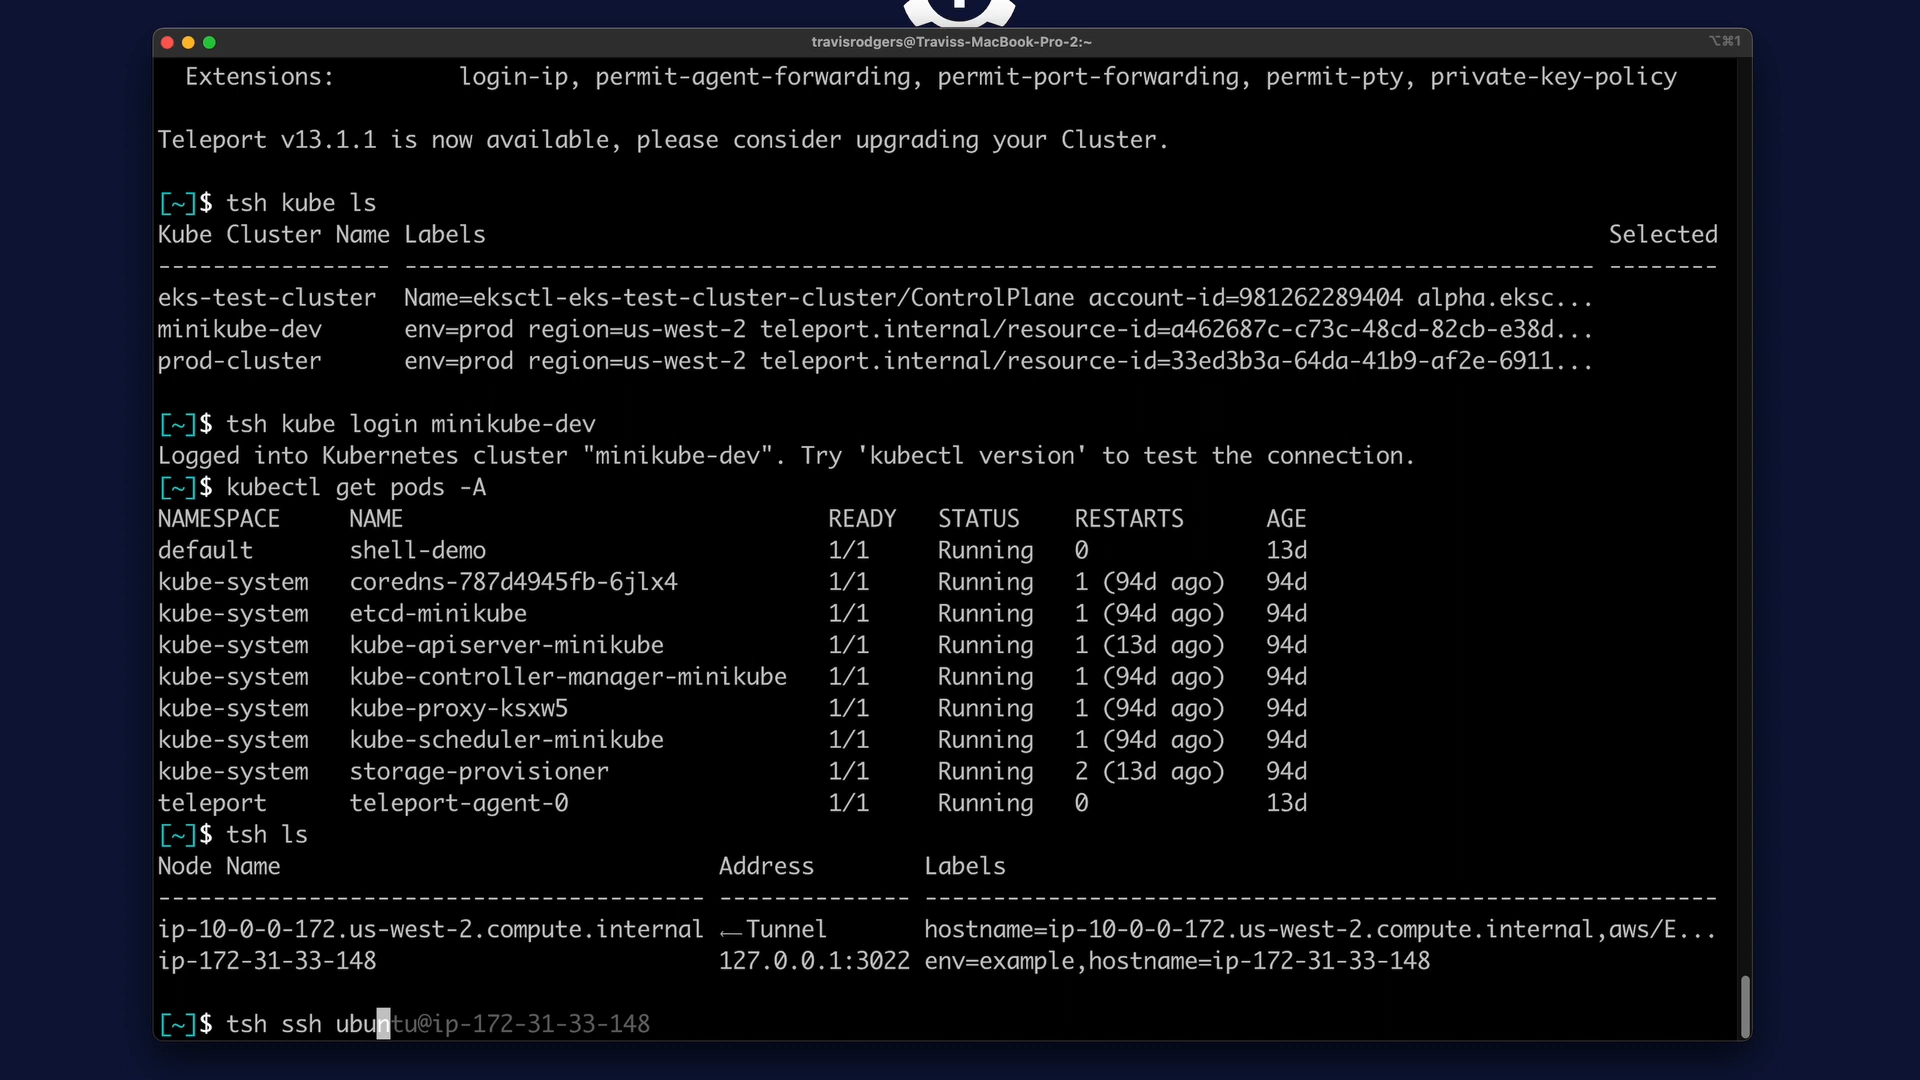 travisrodgers@Traviss-MacBook-Pro-2:~ ⌥⌘1
Extensions: login-ip, permit-agent-forwarding, permit-port-forwarding, permit-pty, private-key-policy
Teleport v13.1.1 is now available, please consider upgrading your Cluster.
[~]$ tsh kube ls
Kube Cluster Name Labels Selected
----------------- --------------------------------------------------------------------------------------- --------
eks-test-cluster Name=eksctl-eks-test-cluster-cluster/ControlPlane account-id=981262289404 alpha.eksc...
minikube-dev env=prod region=us-west-2 teleport.internal/resource-id=a462687c-c73c-48cd-82cb-e38d...
prod-cluster env=prod region=us-west-2 teleport.internal/resource-id=33ed3b3a-64da-41b9-af2e-6911...
[~]$ tsh kube login minikube-dev
Logged into Kubernetes cluster "minikube-dev". Try 'kubectl version' to test the connection.
[~]$ kubectl get pods -A
NAMESPACE NAME READY STATUS RESTARTS AGE
default shell-demo 1/1 Running 0 13d
kube-system coredns-787d4945fb-6jlx4 1/1 Running 1 (94d ago) 94d
kube-system etcd-minikube 1/1 Running 1 (94d ago) 94d
kube-system kube-apiserver-minikube 1/1 Running 1 (13d ago) 94d
kube-system kube-controller-manager-minikube 1/1 Running 1 (94d ago) 94d
kube-system kube-proxy-ksxw5 1/1 Running 1 (94d ago) 94d
kube-system kube-scheduler-minikube 1/1 Running 1 (94d ago) 94d
kube-system storage-provisioner 1/1 Running 2 (13d ago) 94d
teleport teleport-agent-0 1/1 Running 0 13d
[~]$ tsh ls
Node Name Address Labels
---------------------------------------- -------------- ----------------------------------------------------------
ip-10-0-0-172.us-west-2.compute.internal ⟵ Tunnel hostname=ip-10-0-0-172.us-west-2.compute.internal,aws/E...
ip-172-31-33-148 127.0.0.1:3022 env=example,hostname=ip-172-31-33-148
[~]$ tsh ssh ubuntu@ip-172-31-33-148